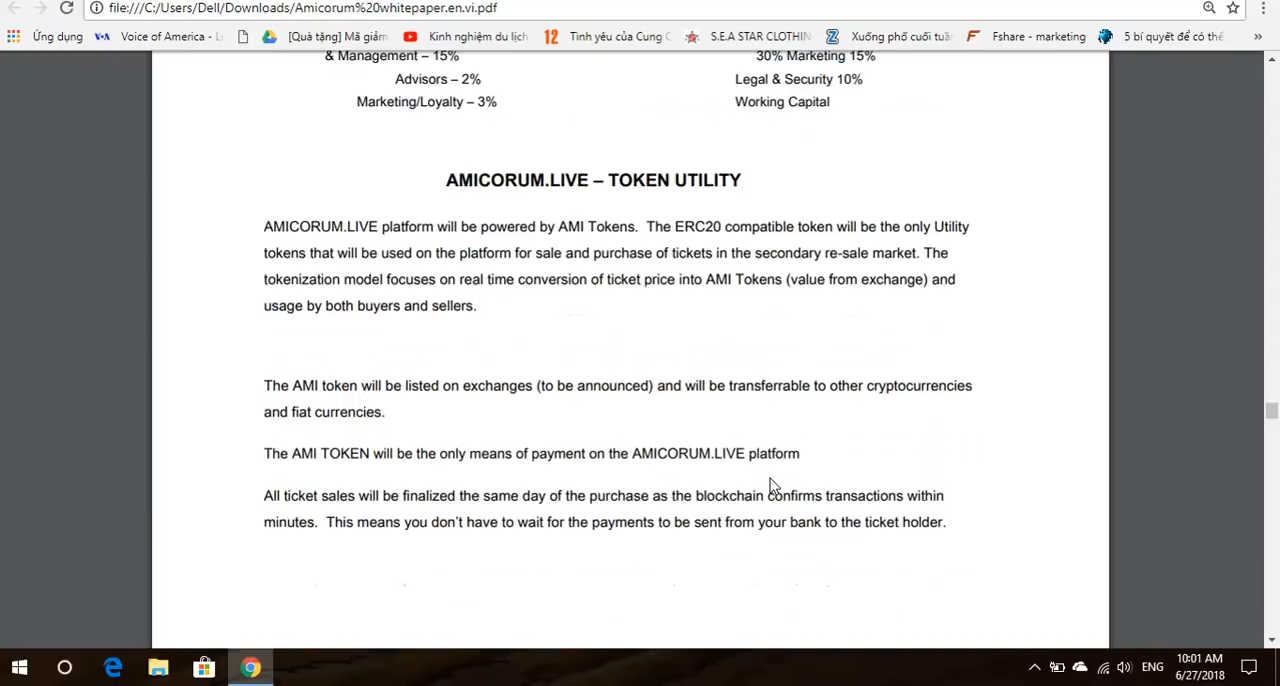 file:///C:/Users/Dell/Downloads/Amicorum%20whitepaper.en.vi.pdf
Ứng dụng VOA Voice of America - L [Quà tặng] Mã giảm Kinh nghiệm du lịch 12 Tình yêu của Cung S.E.A STAR CLOTHIN Xuống phố cuối tuần Fshare - marketing 5 bí quyết để có thể »
& Management – 15% 30% Marketing 15%
Advisors – 2% Legal & Security 10%
Marketing/Loyalty – 3% Working Capital
AMICORUM.LIVE – TOKEN UTILITY
AMICORUM.LIVE platform will be powered by AMI Tokens. The ERC20 compatible token will be the only Utility
tokens that will be used on the platform for sale and purchase of tickets in the secondary re-sale market. The
tokenization model focuses on real time conversion of ticket price into AMI Tokens (value from exchange) and
usage by both buyers and sellers.
The AMI token will be listed on exchanges (to be announced) and will be transferrable to other cryptocurrencies
and fiat currencies.
The AMI TOKEN will be the only means of payment on the AMICORUM.LIVE platform
All ticket sales will be finalized the same day of the purchase as the blockchain confirms transactions within
minutes. This means you don't have to wait for the payments to be sent from your bank to the ticket holder.
ENG
10:01 AM
6/27/2018